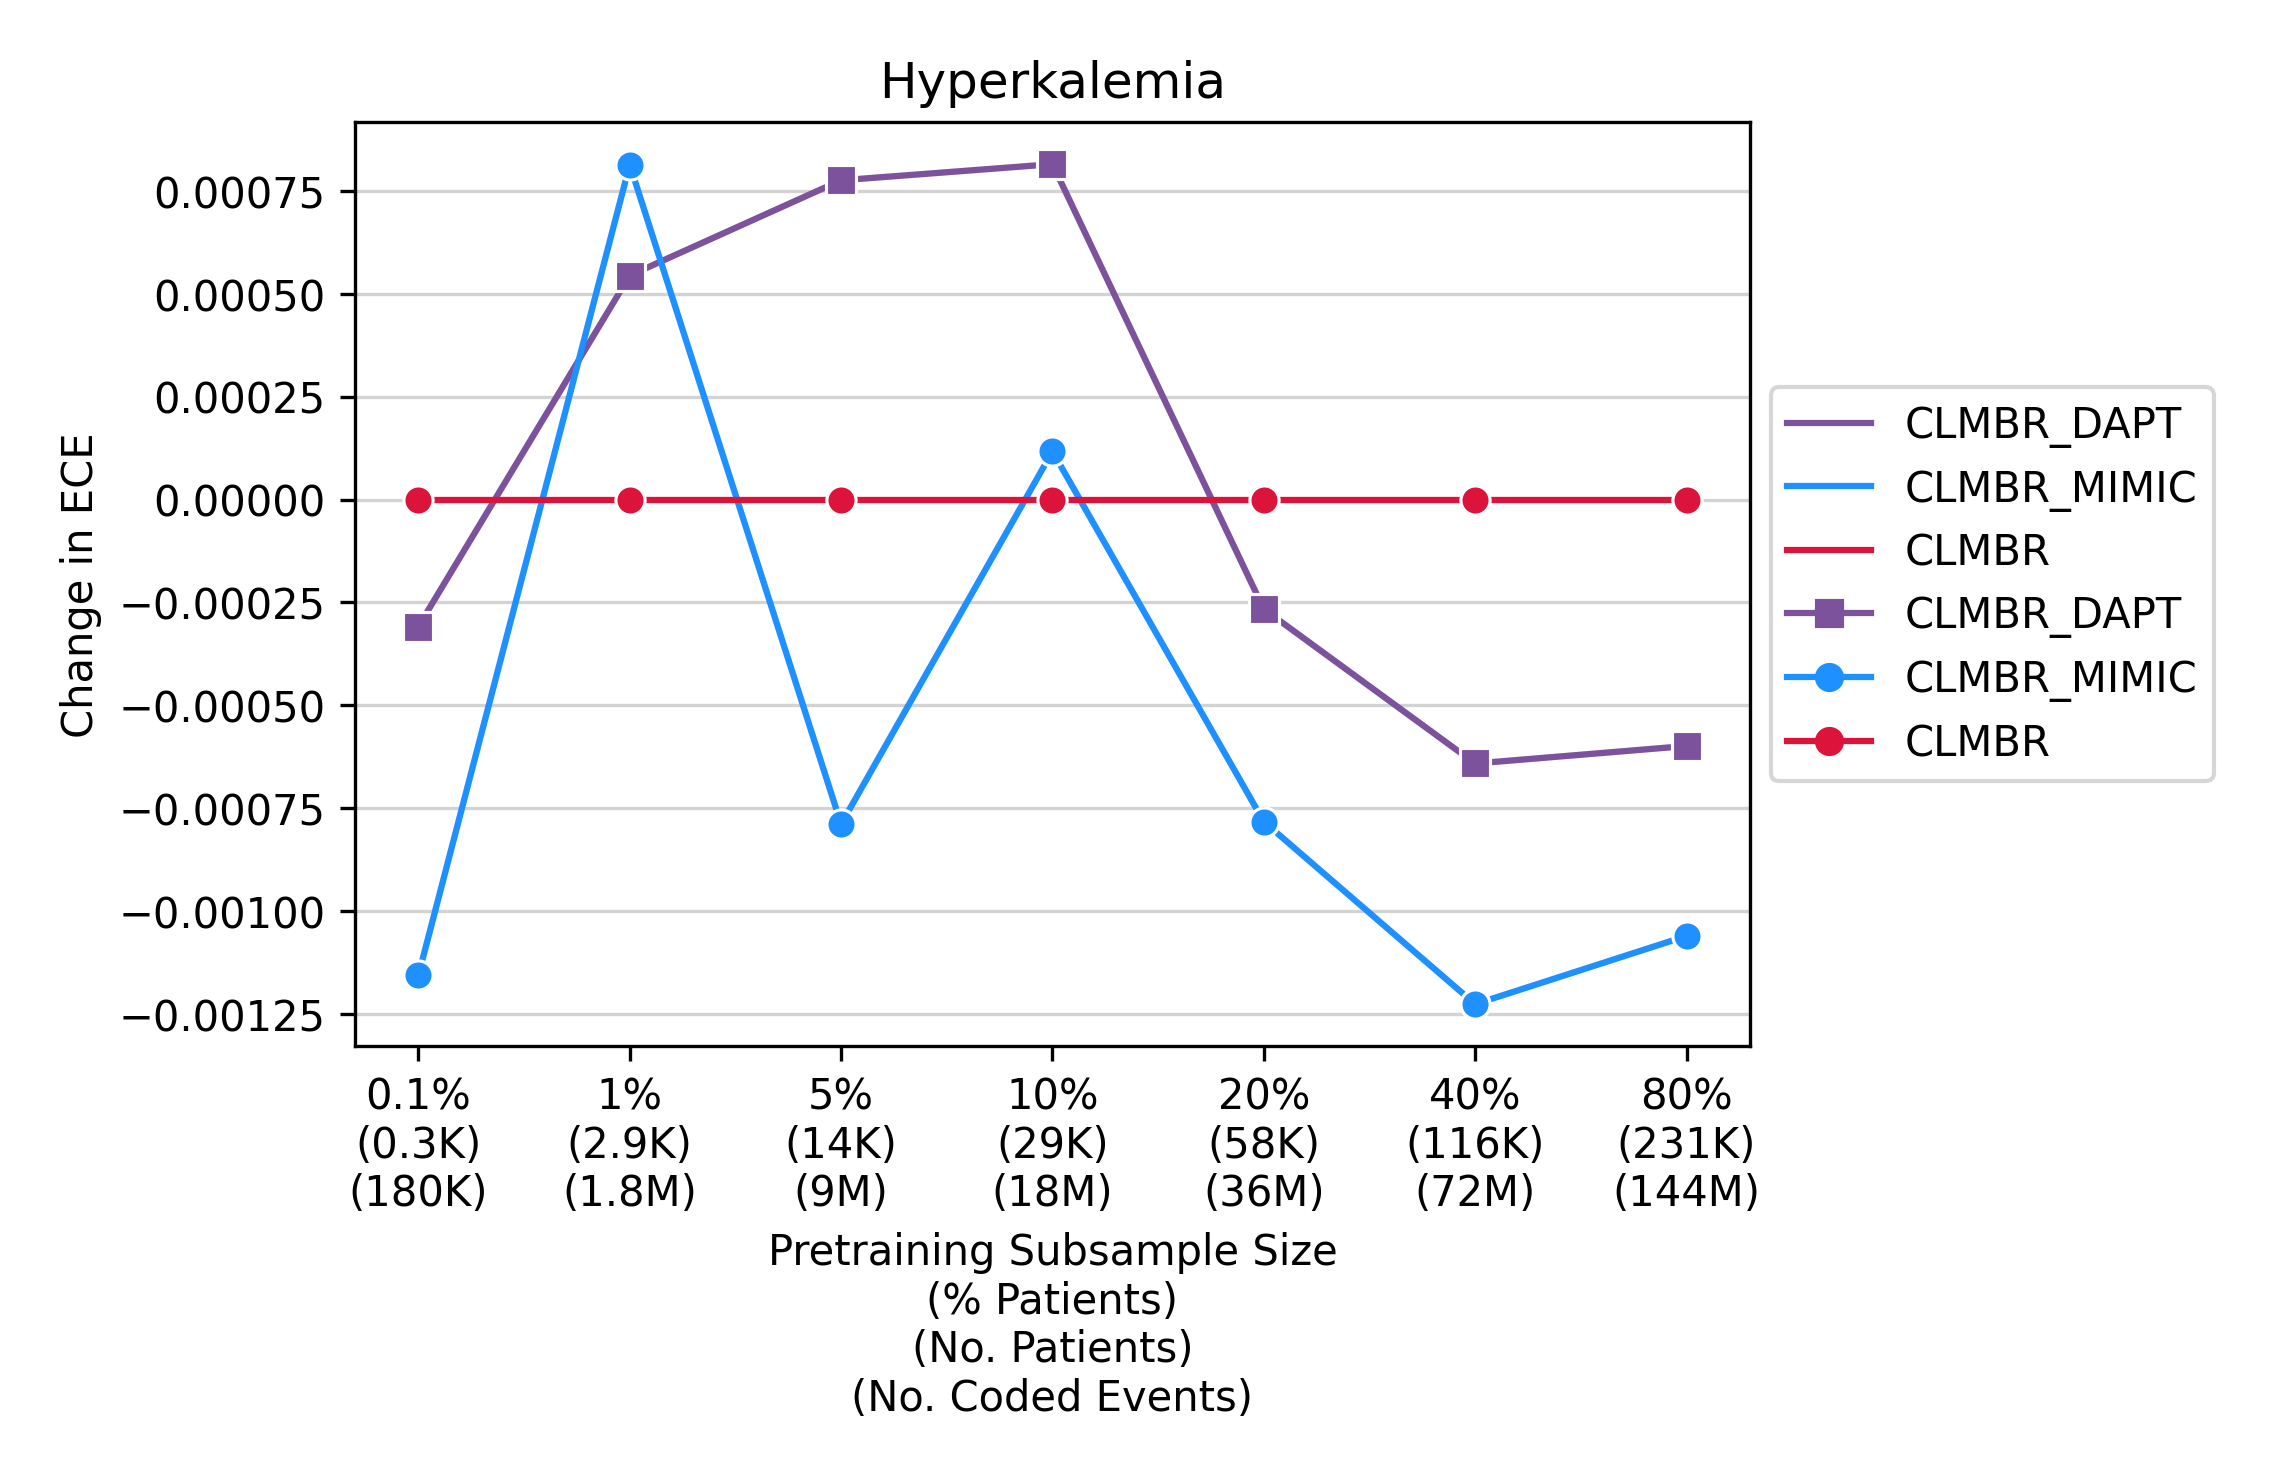 Hyperkalemia
Change in ECE
0.00075
0.00050
0.00025
0.00000
−0.00025
−0.00050
−0.00075
−0.00100
−0.00125
0.1% 1% 5% 10% 20% 40% 80%
(0.3K) (2.9K) (14K) (29K) (58K) (116K) (231K)
(180K) (1.8M) (9M) (18M) (36M) (72M) (144M)
Pretraining Subsample Size
(% Patients)
(No. Patients)
(No. Coded Events)
CLMBR_DAPT
CLMBR_MIMIC
CLMBR
CLMBR_DAPT
CLMBR_MIMIC
CLMBR